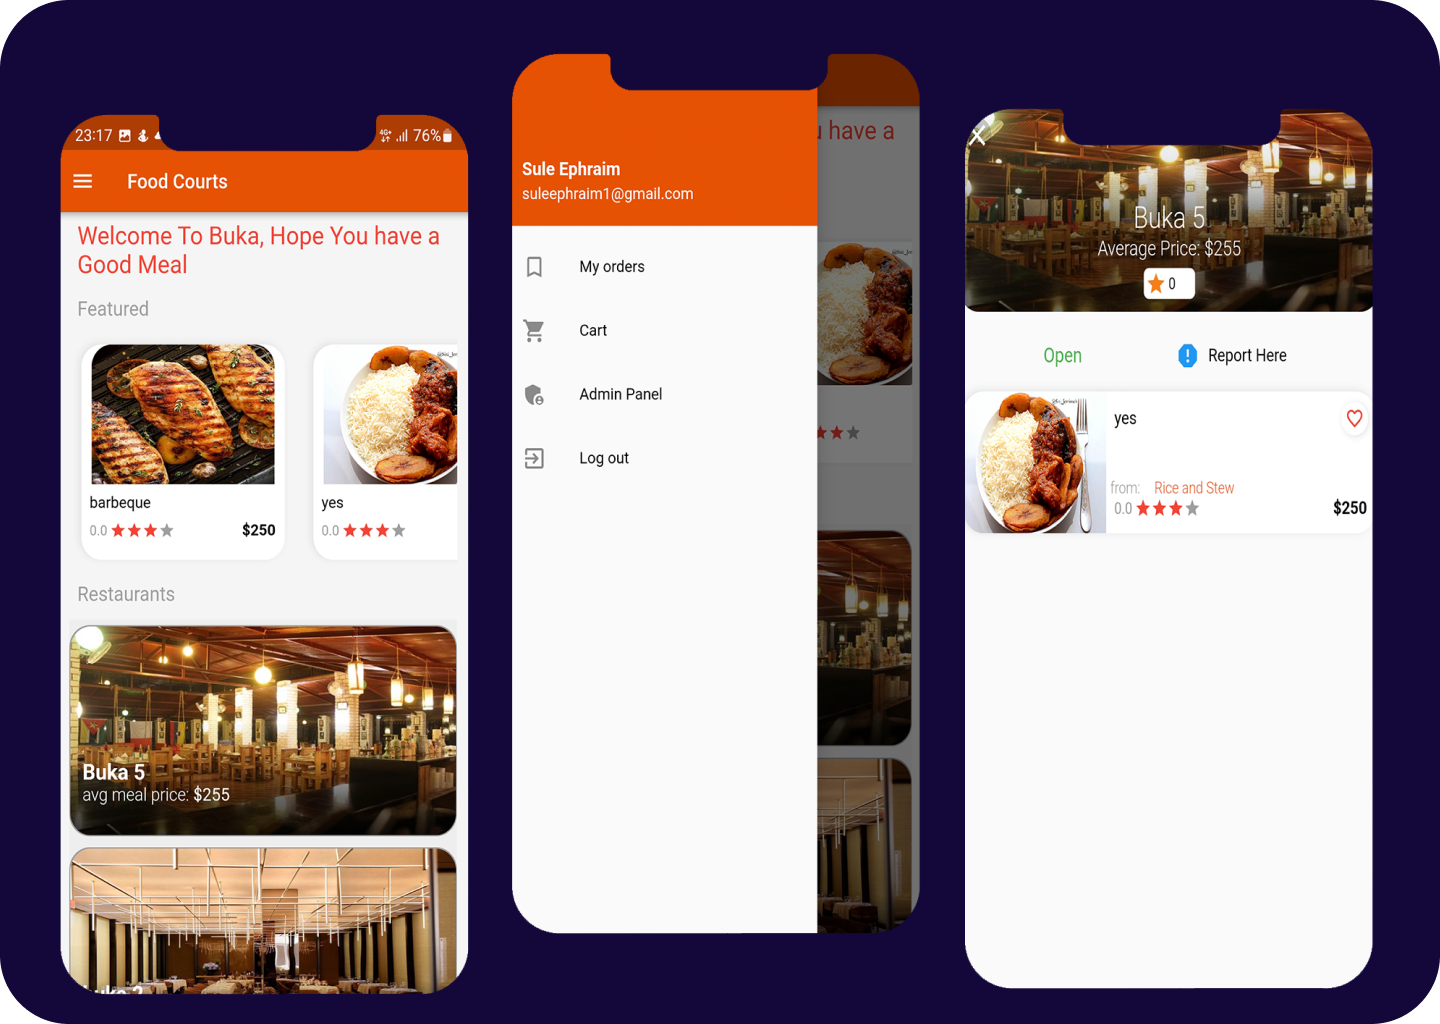 23:17
4G+
76%
Food Courts
Welcome To Buka, Hope You have a
Good Meal
Featured
barbeque
0.0
$250
yes
0.0
Restaurants
Buka 5
avg meal price: $255
Sule Ephraim
suleephraim1@gmail.com
My orders
Cart
Admin Panel
Log out
have a
Buka 5
Average Price: $255
0
Open
Report Here
yes
from: Rice and Stew
0.0
$250